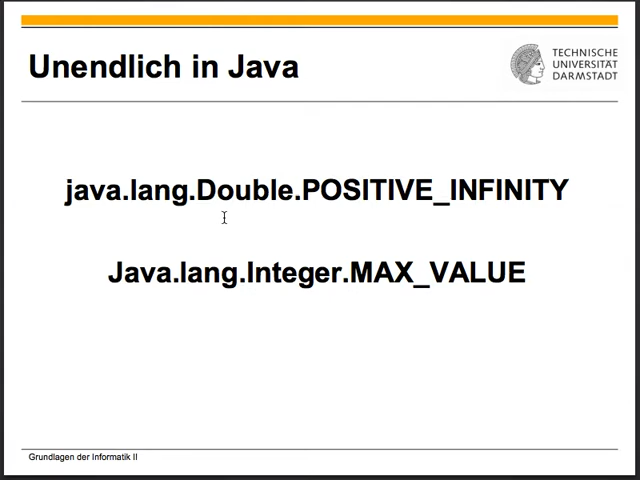 Unendlich in Java
TECHNISCHE
UNIVERSITÄT
DARMSTADT
java.lang.Double.POSITIVE_INFINITY
Java.lang.Integer.MAX_VALUE
Grundlagen der Informatik II